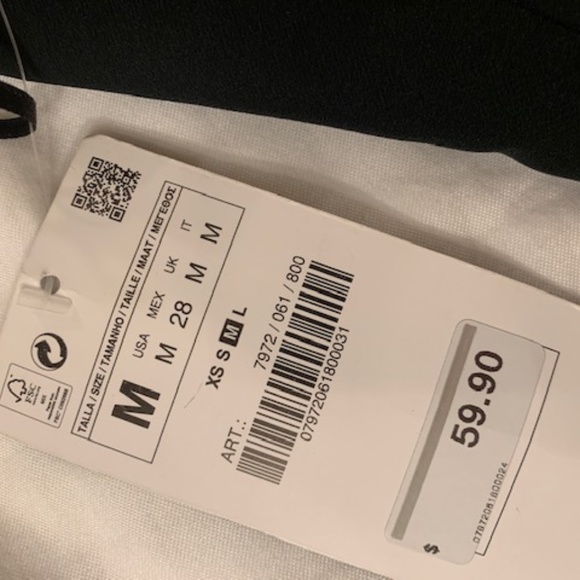 TALLA / SIZE / TAMANHO / TAILLE / MAAT / ΜΕΓΕΘΟΣ
USA MEX UK IT
M M 28 M M
XS S M L
ART.: 7972 / 061 / 800
07972061800031
FSC
59.90
$